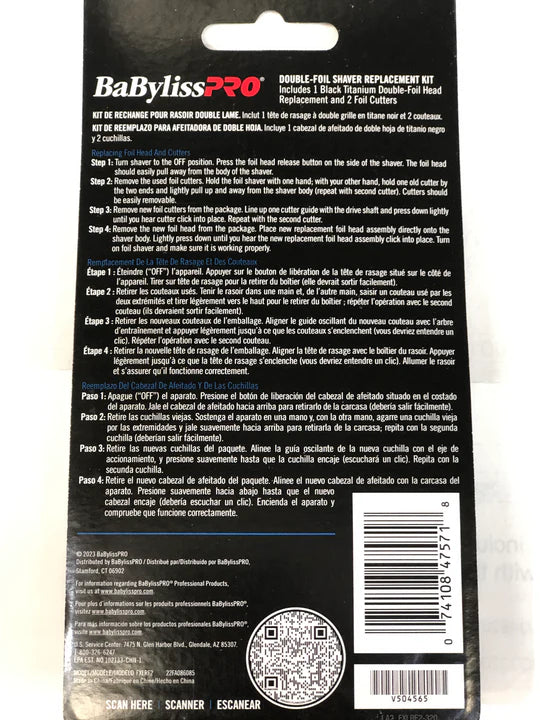 BaBylissPRO®
DOUBLE-FOIL SHAVER REPLACEMENT KIT
Includes 1 Black Titanium Double-Foil Head
Replacement and 2 Foil Cutters
KIT DE RECHANGE POUR RASOIR DOUBLE LAME. Inclut 1 tête de rasage à double grille en titane noir et 2 couteaux.
KIT DE REEMPLAZO PARA AFEITADORA DE DOBLE HOJA. Incluye 1 cabezal de afeitado de doble hoja de titanio negro
y 2 cuchillas.
Replacing Foil Head And Cutters
Step 1: Turn shaver to the OFF position. Press the foil head release button on the side of the shaver. The foil head
should easily pull away from the body of the shaver.
Step 2: Remove the used foil cutters. Hold the shaver with one hand; with your other hand, hold one old cutter by
the two ends and lightly pull up and away from the shaver body (repeat with second cutter). Cutters should
be easily removable.
Step 3: Remove new foil cutters from the package. Line up one cutter guide with the drive shaft and press down lightly
until you hear cutter click into place. Repeat with the second cutter.
Step 4: Remove the new foil head from the package. Place new replacement foil head assembly directly onto the
shaver body. Lightly press down until you hear the new replacement foil head assembly click into place. Turn
on foil shaver and make sure it is working properly.
Remplacement De La Tête De Rasage Et Des Couteaux
Étape 1 : Éteindre (“OFF”) l’appareil. Appuyer sur le bouton de libération de la tête de rasage situé sur le côté de
l’appareil. Tirer sur tête de rasage pour la retirer du boîtier (elle devrait sortir facilement).
Étape 2 : Retirer les couteaux usés. Tenir le rasoir dans une main et, de l’autre main, saisir un couteau usé par les
deux extrémités et tirer légèrement vers le haut pour le retirer du boîtier ; répéter l’opération avec le second
couteau (ils devraient sortir facilement).
Étape 3 : Retirer les nouveaux couteaux de l’emballage. Aligner le guide oscillant du nouveau couteau avec l’arbre
d’entraînement et appuyer légèrement jusqu’à ce que les couteaux s’enclenchent (vous devriez entendre un
clic). Répéter l’opération avec le second couteau.
Étape 4 : Retirer la nouvelle tête de rasage de l’emballage. Aligner la tête de rasage avec le boîtier du rasoir. Appuyer
légèrement jusqu’à ce que la tête de rasage s’enclenche (vous devriez entendre un clic). Allumer le rasoir
et s’assurer qu’il fonctionne correctement.
Reemplazo Del Cabezal De Afeitado Y De Las Cuchillas
Paso 1: Apague (“OFF”) el aparato. Presione el botón de liberación del cabezal de afeitado situado en el costado
del aparato. Jale el cabezal de afeitado hacia arriba para retirarlo de la carcasa (debería salir fácilmente).
Paso 2: Retire las cuchillas viejas. Sostenga el aparato en una mano y, con la otra mano, agarre una cuchilla vieja
por las extremidades y jale suavemente hacia arriba para retirarla de la carcasa; repita con la segunda
cuchilla (deberían salir fácilmente).
Paso 3: Retire las nuevas cuchillas del paquete. Alinee la guía oscilante de la nueva cuchilla con el eje de
accionamiento, y presione suavemente hasta que la cuchilla encaje (escuchará un clic). Repita con la
secunda cuchilla.
Paso 4: Retire el nuevo cabezal de afeitado del paquete. Alinee el nuevo cabezal de afeitado con la carcasa del
aparato. Presione suavemente hacia abajo hasta que el nuevo
cabezal encaje (debería escuchar un clic). Encienda el aparato y
compruebe que funcione correctamente.
© 2023 BaBylissPRO
Distributed by BaBylissPRO / Distribué par/Distribuido por BaBylissPRO,
Stamford, CT 06902
For information regarding BaBylissPRO® Professional Products,
visit us at www.babylisspro.com
Pour plus d’informations sur les produits professionnels BaBylissPRO®,
visitez www.babylisspro.com
Para más información sobre los productos profesionales BaBylissPRO®,
visite www.babylisspro.com
U.S. Service Center: 7475 N. Glen Harbor Blvd., Glendale, AZ 85307.
1-800-326-6247
EPA EST. NO 102133-CHN-1
MODEL/MODÈLE/MODELO FXLRF2 22FA086085
Made in China/Fabriqué en Chine/Hecho en China
SCAN HERE | SCANNER | ESCANEAR
0 74108 47571 8
V504565